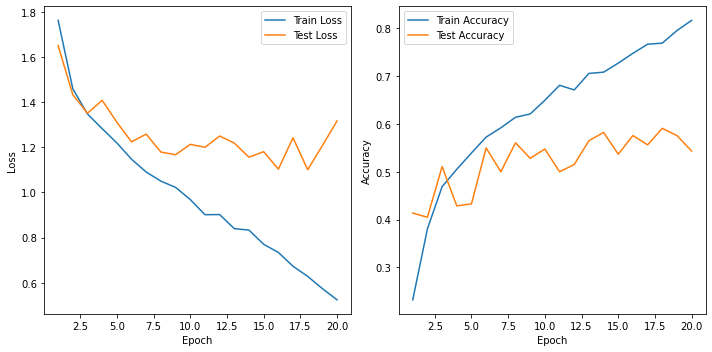 1.8
1.6
1.4
1.2
1.0
0.8
0.6
Loss
2.5 5.0 7.5 10.0 12.5 15.0 17.5 20.0
Epoch
Train Loss
Test Loss
0.8
0.7
0.6
0.5
0.4
0.3
Accuracy
2.5 5.0 7.5 10.0 12.5 15.0 17.5 20.0
Epoch
Train Accuracy
Test Accuracy